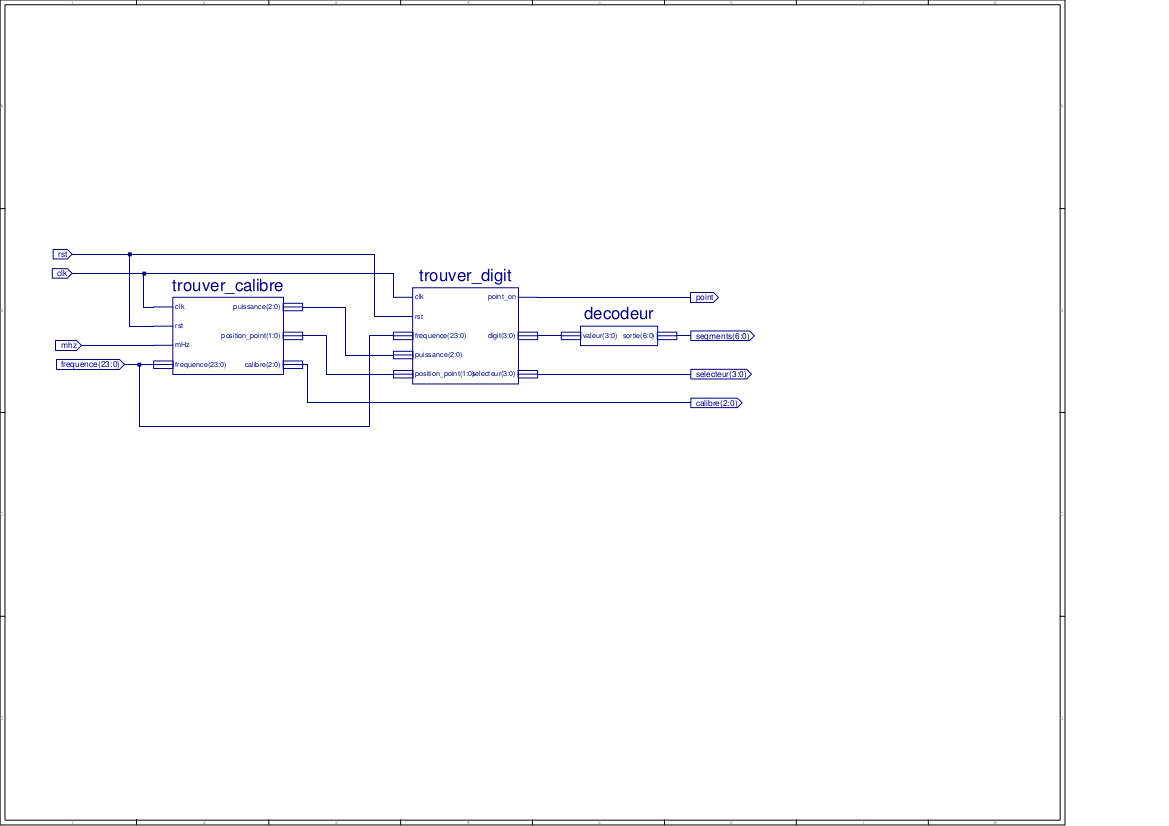 rst
clk
mhz
frequence(23:0)
trouver_calibre
clk
rst
mHz
frequence(23:0)
puissance(2:0)
position_point(1:0)
calibre(2:0)
trouver_digit
clk
rst
frequence(23:0)
puissance(2:0)
position_point(1:0)
point_on
digit(3:0)
selecteur(3:0)
decodeur
valeur(3:0)
sortie(6:0)
point
segments(6:0)
selecteur(3:0)
calibre(2:0)